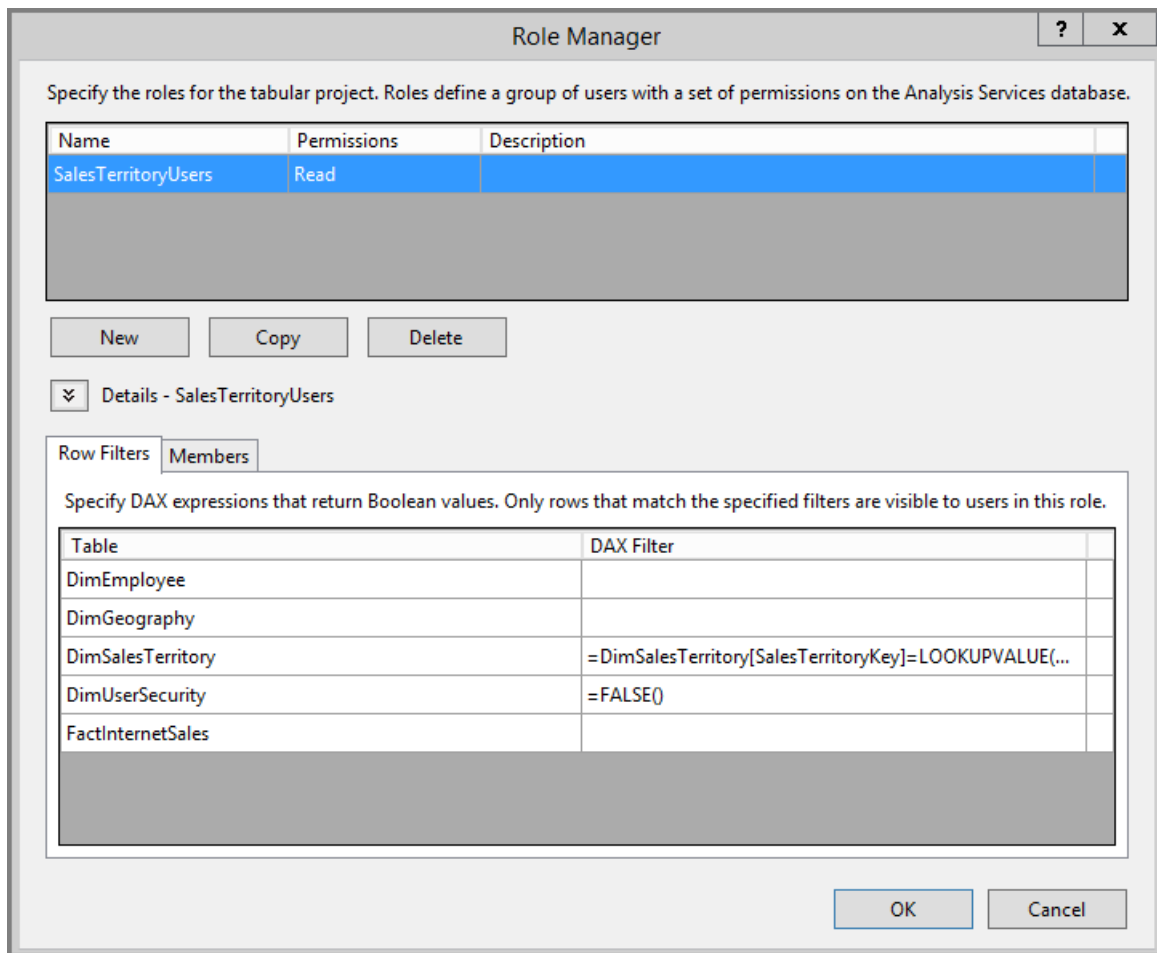 Role Manager
? x
Specify the roles for the tabular project. Roles define a group of users with a set of permissions on the Analysis Services database.
Name Permissions Description
SalesTerritoryUsers Read
New Copy Delete
Details - SalesTerritoryUsers
Row Filters Members
Specify DAX expressions that return Boolean values. Only rows that match the specified filters are visible to users in this role.
Table DAX Filter
DimEmployee
DimGeography
DimSalesTerritory =DimSalesTerritory[SalesTerritoryKey]=LOOKUPVALUE(...
DimUserSecurity =FALSE()
FactInternetSales
OK Cancel